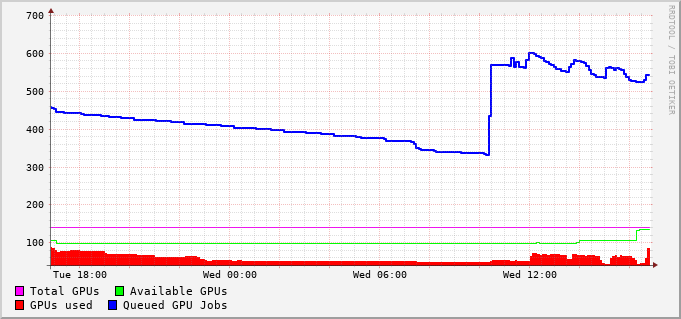 700
600
500
400
300
200
100
Tue 18:00 Wed 00:00 Wed 06:00 Wed 12:00
Total GPUs Available GPUs
GPUs used Queued GPU Jobs
RRDTOOL / TOBI OETIKER